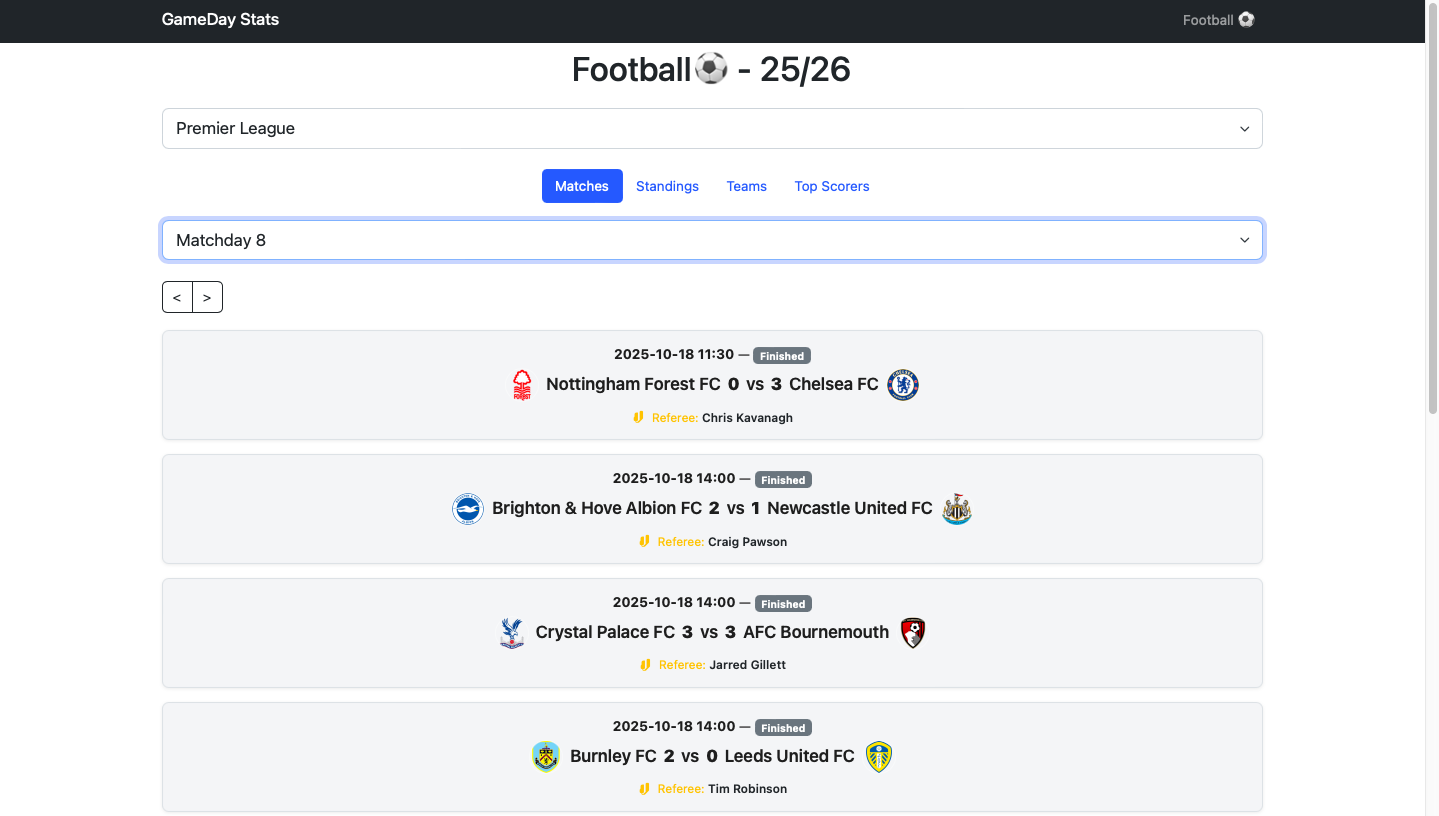 GameDay Stats
Football ⚽
Football⚽ - 25/26
Premier League
Matches Standings Teams Top Scorers
Matchday 8
< >
2025-10-18 11:30 — Finished
Nottingham Forest FC 0 vs 3 Chelsea FC
Referee: Chris Kavanagh
2025-10-18 14:00 — Finished
Brighton & Hove Albion FC 2 vs 1 Newcastle United FC
Referee: Craig Pawson
2025-10-18 14:00 — Finished
Crystal Palace FC 3 vs 3 AFC Bournemouth
Referee: Jarred Gillett
2025-10-18 14:00 — Finished
Burnley FC 2 vs 0 Leeds United FC
Referee: Tim Robinson